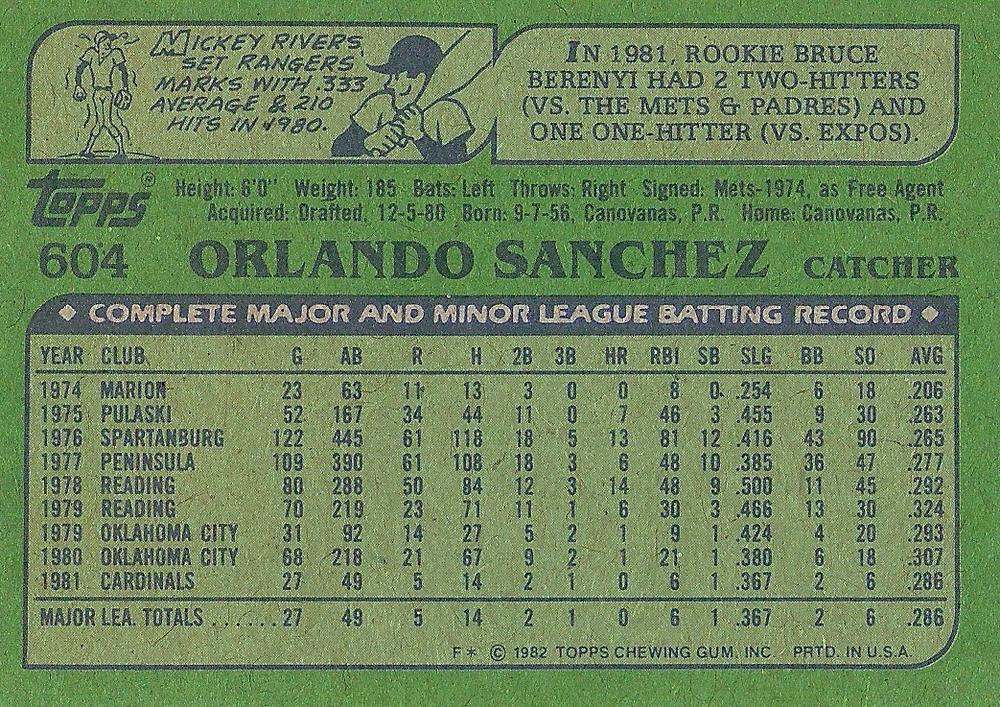 MICKEY RIVERS,
SET RANGERS
MARKS WITH .333
AVERAGE & 210
HITS IN 1980.
IN 1981, ROOKIE BRUCE
BERENYI HAD 2 TWO-HITTERS
(VS. THE METS & PADRES) AND
ONE ONE-HITTER (VS. EXPOS).
Topps®
Height: 6'0" Weight: 185 Bats: Left Throws: Right Signed: Mets-1974, as Free Agent
Acquired: Drafted, 12-5-80 Born: 9-7-56, Canovanas, P.R. Home: Canovanas, P.R.
604 ORLANDO SANCHEZ CATCHER
◆ COMPLETE MAJOR AND MINOR LEAGUE BATTING RECORD ◆
YEAR CLUB G AB R H 2B 3B HR RBI SB SLG BB SO AVG
1974 MARION 23 63 11 13 3 0 0 8 0 .254 6 18 .206
1975 PULASKI 52 167 34 44 11 0 7 46 3 .455 9 30 .263
1976 SPARTANBURG 122 445 61 118 18 5 13 81 12 .416 43 90 .265
1977 PENINSULA 109 390 61 108 18 3 6 48 10 .385 36 47 .277
1978 READING 80 288 50 84 12 3 14 48 9 .500 11 45 .292
1979 READING 70 219 23 71 11 1 6 30 3 .466 13 30 .324
1979 OKLAHOMA CITY 31 92 14 27 5 2 1 9 1 .424 4 20 .293
1980 OKLAHOMA CITY 68 218 21 67 9 2 1 21 1 .380 6 18 .307
1981 CARDINALS 27 49 5 14 2 1 0 6 1 .367 2 6 .286
MAJOR LEA. TOTALS ...... 27 49 5 14 2 1 0 6 1 .367 2 6 .286
F* © 1982 TOPPS CHEWING GUM, INC. PRTD. IN U.S.A.